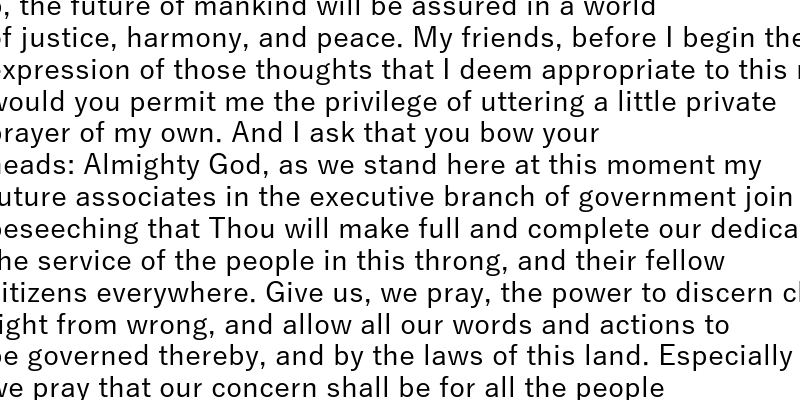 the future of mankind will be assured in a world
of justice, harmony, and peace. My friends, before I begin the
expression of those thoughts that I deem appropriate to this
would you permit me the privilege of uttering a little private
prayer of my own. And I ask that you bow your
heads: Almighty God, as we stand here at this moment my
future associates in the executive branch of government join
beseeching that Thou will make full and complete our dedica
the service of the people in this throng, and their fellow
citizens everywhere. Give us, we pray, the power to discern cl
right from wrong, and allow all our words and actions to
be governed thereby, and by the laws of this land. Especially
we pray that our concern shall be for all the people